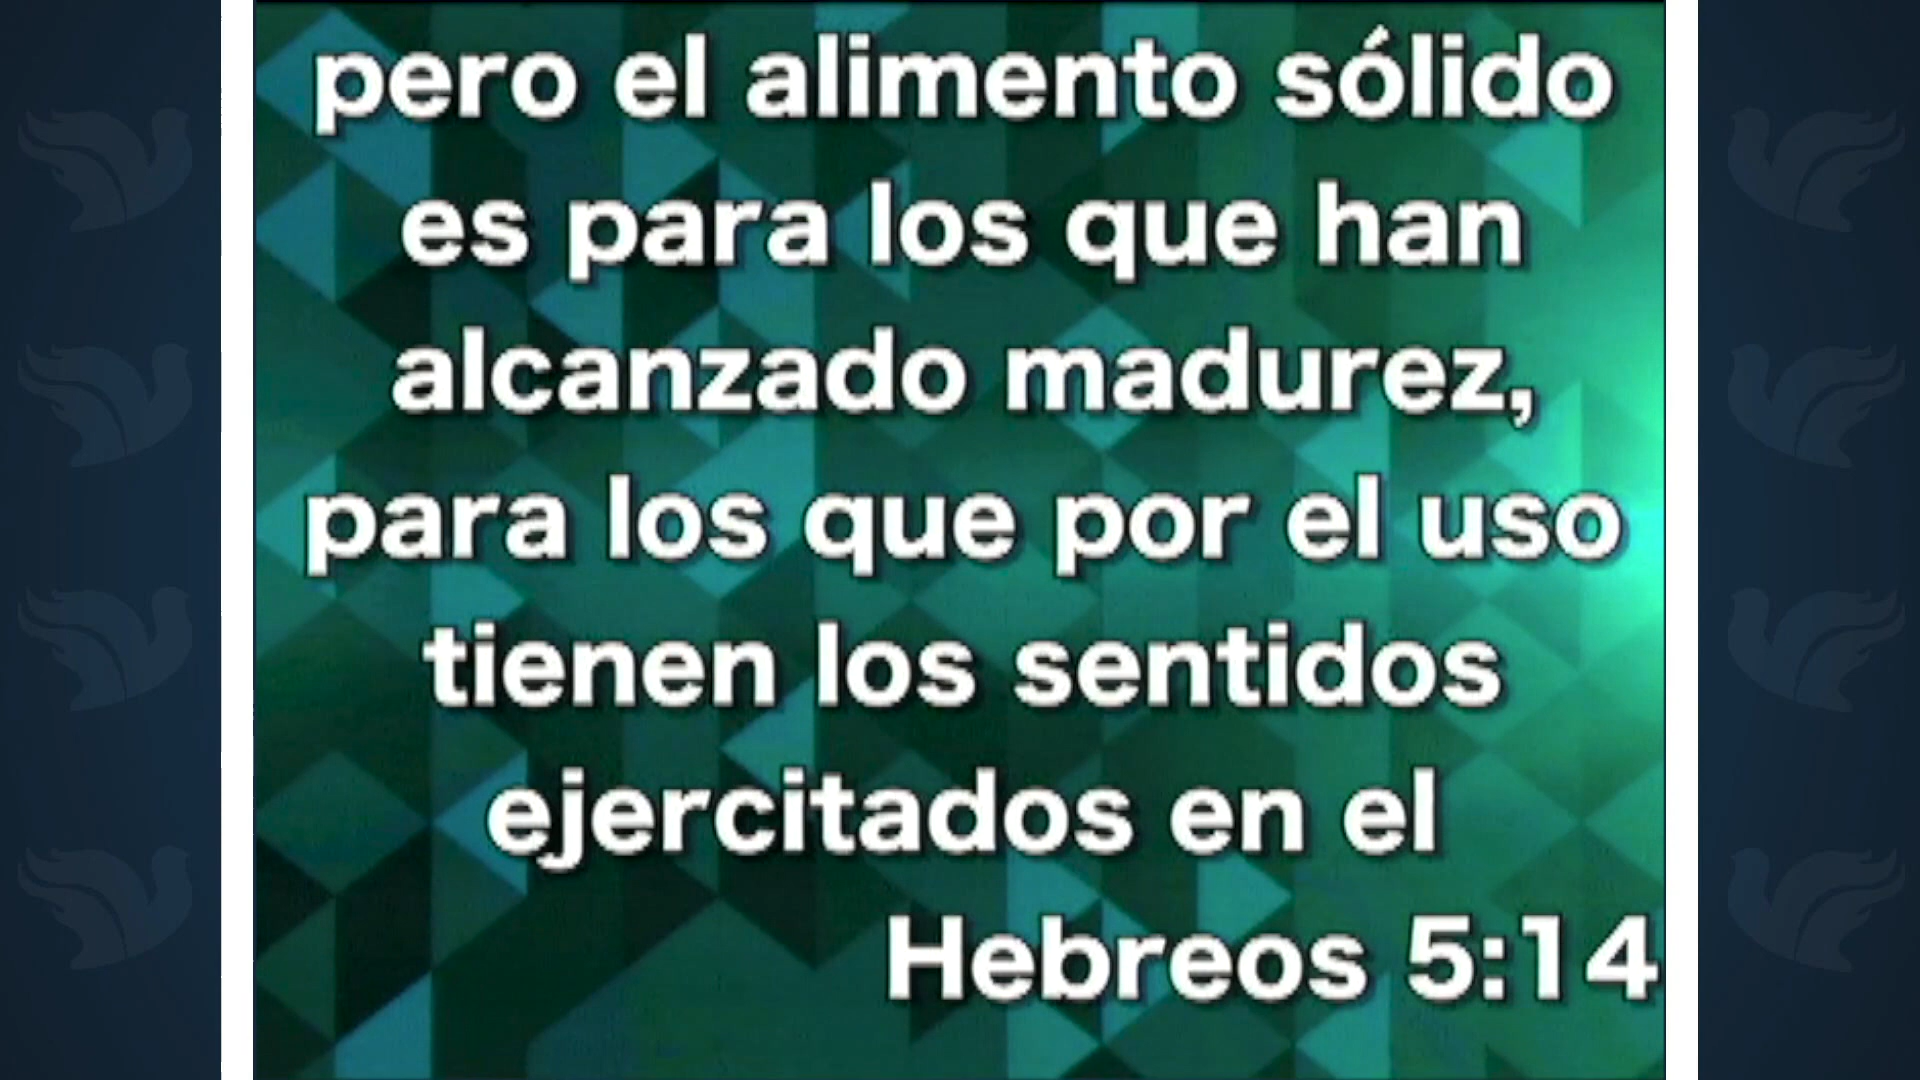 pero el alimento sólido
es para los que han
alcanzado madurez,
para los que por el uso
tienen los sentidos
ejercitados en el
Hebreos 5:14